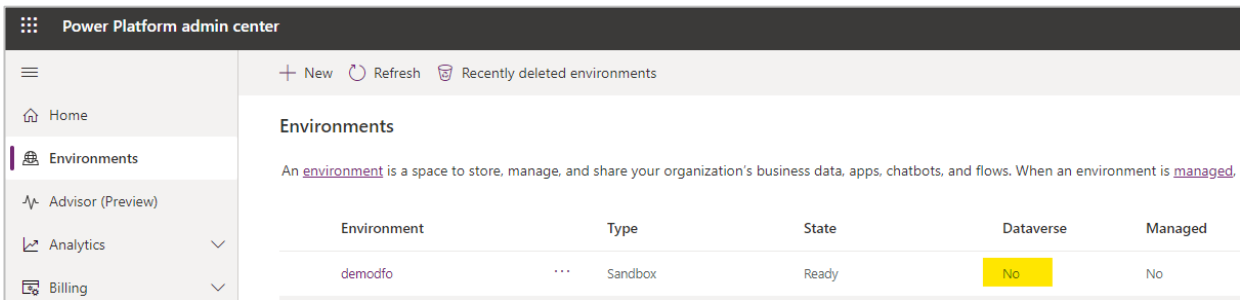 Power Platform admin center
New Refresh Recently deleted environments
Home
Environments
Advisor (Preview)
Analytics
Billing
Environments
An environment is a space to store, manage, and share your organization's business data, apps, chatbots, and flows. When an environment is managed,
Environment Type State Dataverse Managed
demodfo ... Sandbox Ready No No